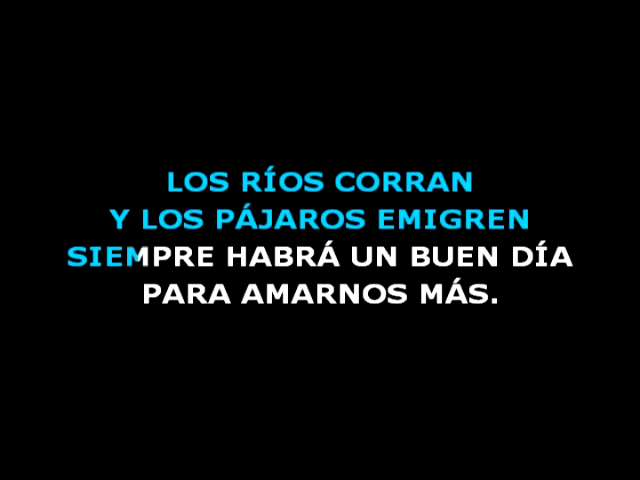 LOS RÍOS CORRAN
Y LOS PÁJAROS EMIGREN
SIEMPRE HABRÁ UN BUEN DÍA
PARA AMARNOS MÁS.